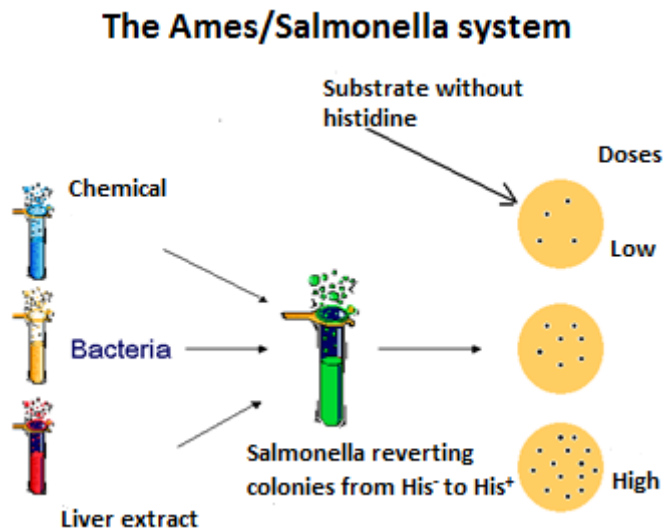 The Ames/Salmonella system
Substrate without
histidine
Doses
Chemical
Low
Bacteria
Salmonella reverting
colonies from His⁻ to His⁺
High
Liver extract